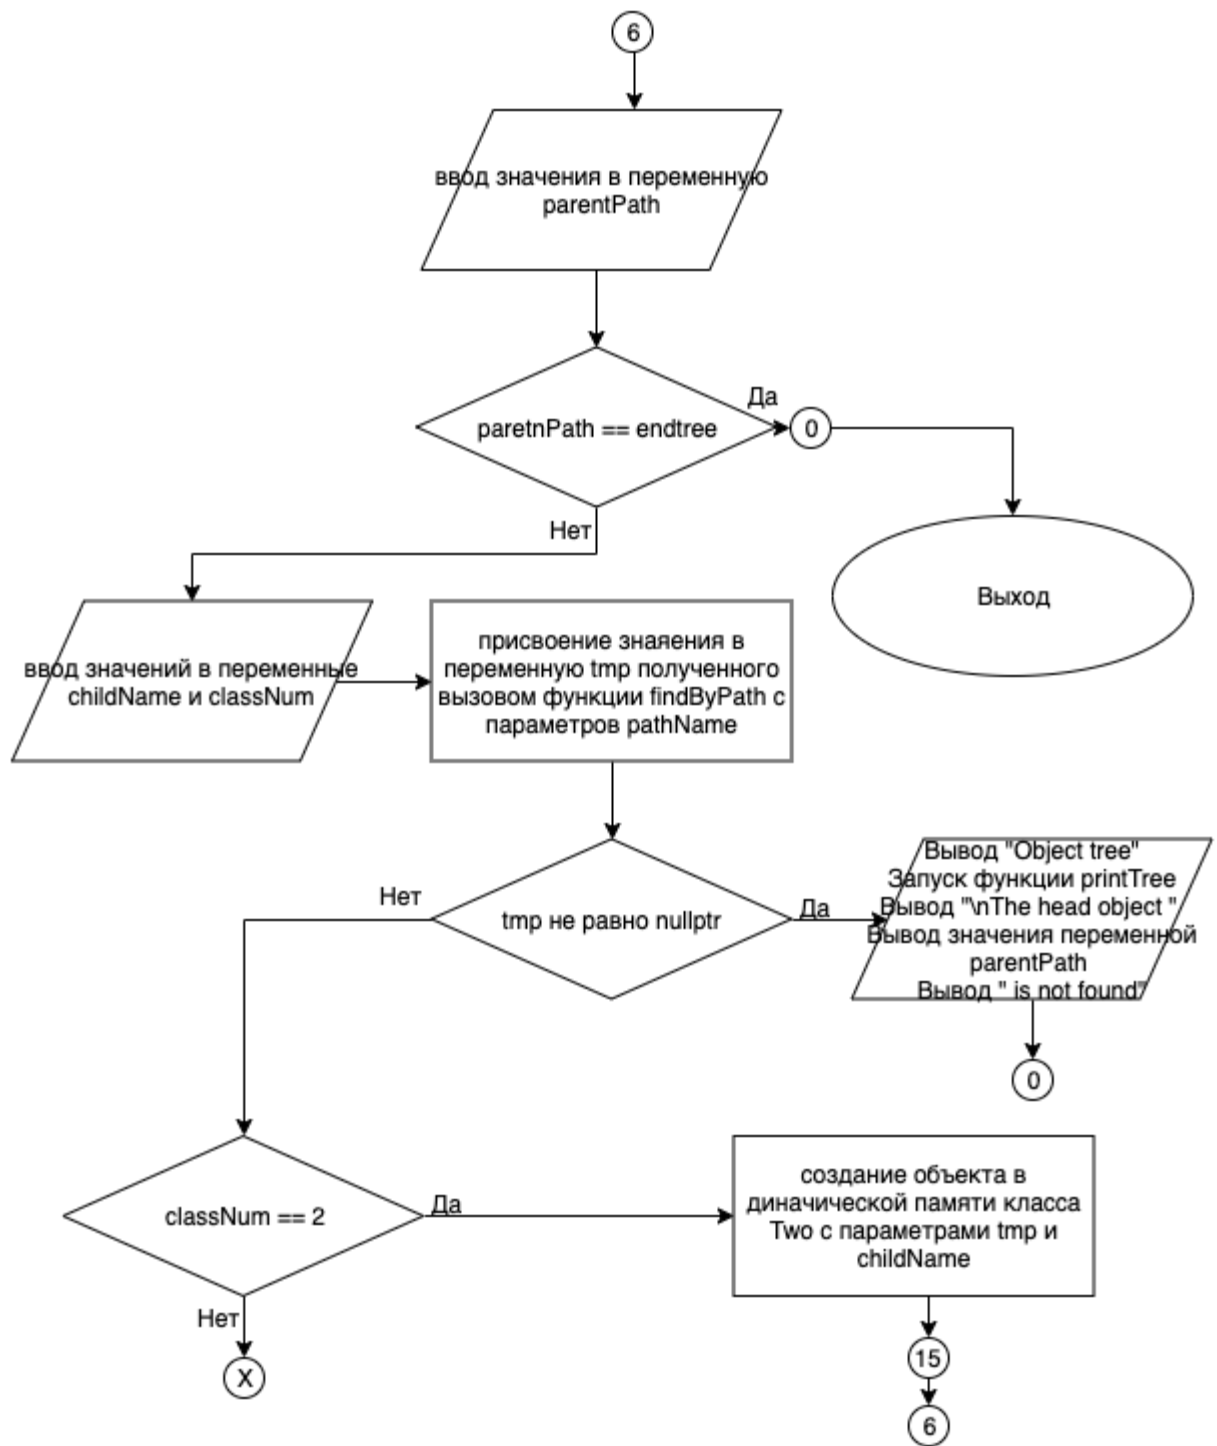 6
ввод значения в переменную
parentPath
Да
paretnPath == endtree
0
Нет
Выход
ввод значений в переменные
childName и classNum
присвоение знаяения в
переменную tmp полученного
вызовом функции findByPath с
параметров pathName
Нет
tmp не равно nullptr
Да
Вывод "Object tree"
Запуск функции printTree
Вывод "\nThe head object "
Вывод значения переменной
parentPath
Вывод " is not found"
0
classNum == 2
Да
создание объекта в
диначической памяти класса
Two с параметрами tmp и
childName
Нет
X
15
6